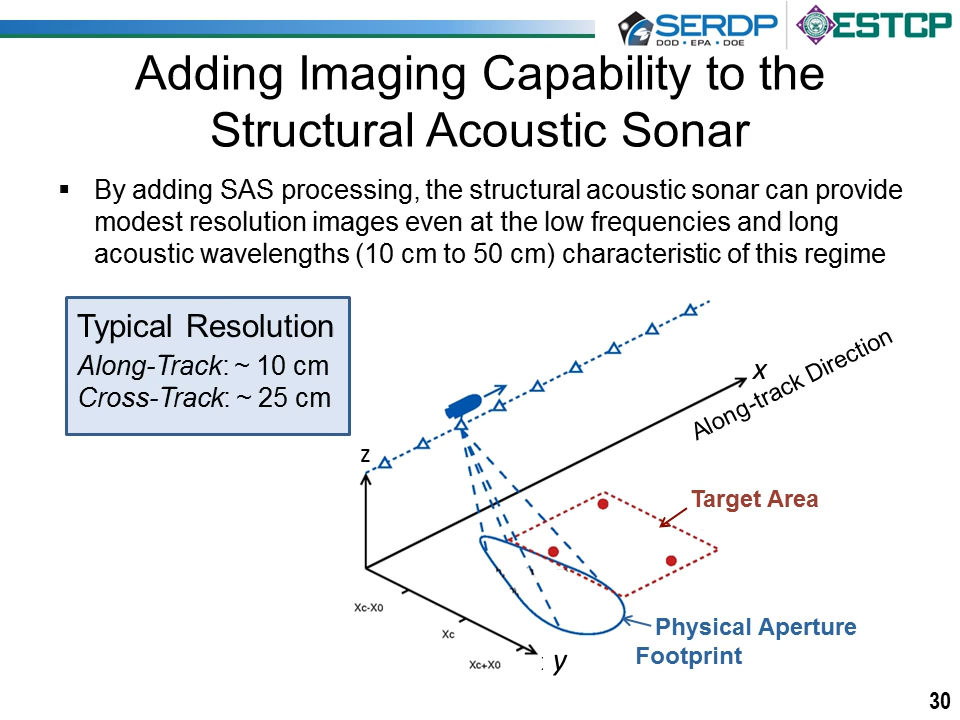 SERDP
DOD • EPA • DOE
ESTCP
Adding Imaging Capability to the
Structural Acoustic Sonar
▪ By adding SAS processing, the structural acoustic sonar can provide
modest resolution images even at the low frequencies and long
acoustic wavelengths (10 cm to 50 cm) characteristic of this regime
Typical Resolution
Along-Track: ~ 10 cm
Cross-Track: ~ 25 cm
x
Along-track Direction
z
Target Area
Xc-X0
Xc
Xc+X0
y
Physical Aperture
Footprint
30